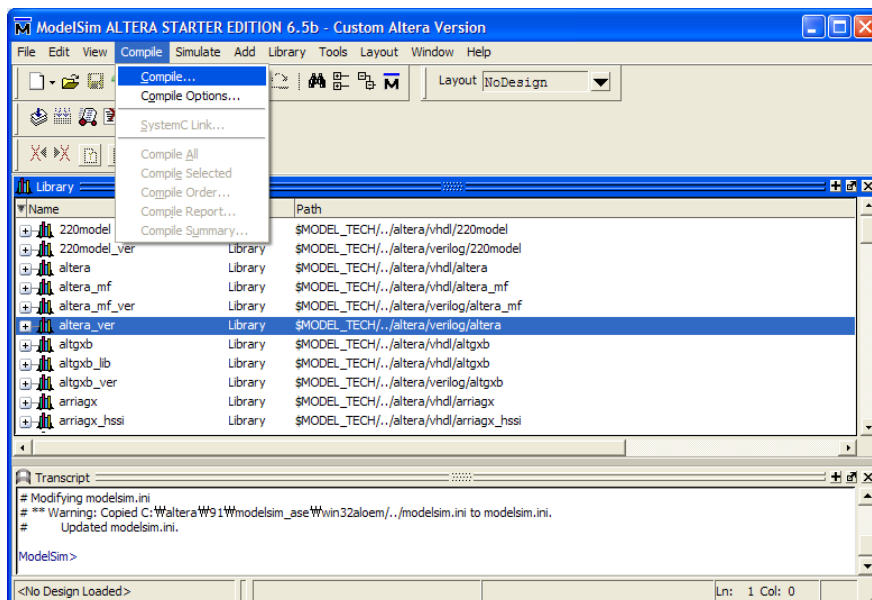 ModelSim ALTERA STARTER EDITION 6.5b - Custom Altera Version
File Edit View Compile Simulate Add Library Tools Layout Window Help
Layout NoDesign
Compile...
Compile Options...
SystemC Link...
Compile All
Compile Selected
Compile Order...
Compile Report...
Compile Summary...
Library
Name Path
220model $MODEL_TECH/../altera/vhdl/220model
220model_ver Library $MODEL_TECH/../altera/verilog/220model
altera Library $MODEL_TECH/../altera/vhdl/altera
altera_mf Library $MODEL_TECH/../altera/vhdl/altera_mf
altera_mf_ver Library $MODEL_TECH/../altera/verilog/altera_mf
altera_ver Library $MODEL_TECH/../altera/verilog/altera
altgxb Library $MODEL_TECH/../altera/vhdl/altgxb
altgxb_lib Library $MODEL_TECH/../altera/vhdl/altgxb
altgxb_ver Library $MODEL_TECH/../altera/verilog/altgxb
arriagx Library $MODEL_TECH/../altera/vhdl/arriagx
arriagx_hssi Library $MODEL_TECH/../altera/vhdl/arriagx_hssi
Transcript
# Modifying modelsim.ini
# ** Warning: Copied C:₩altera₩91₩modelsim_ase₩win32aloem/../modelsim.ini to modelsim.ini.
# Updated modelsim.ini.
ModelSim>
<No Design Loaded> Ln: 1 Col: 0